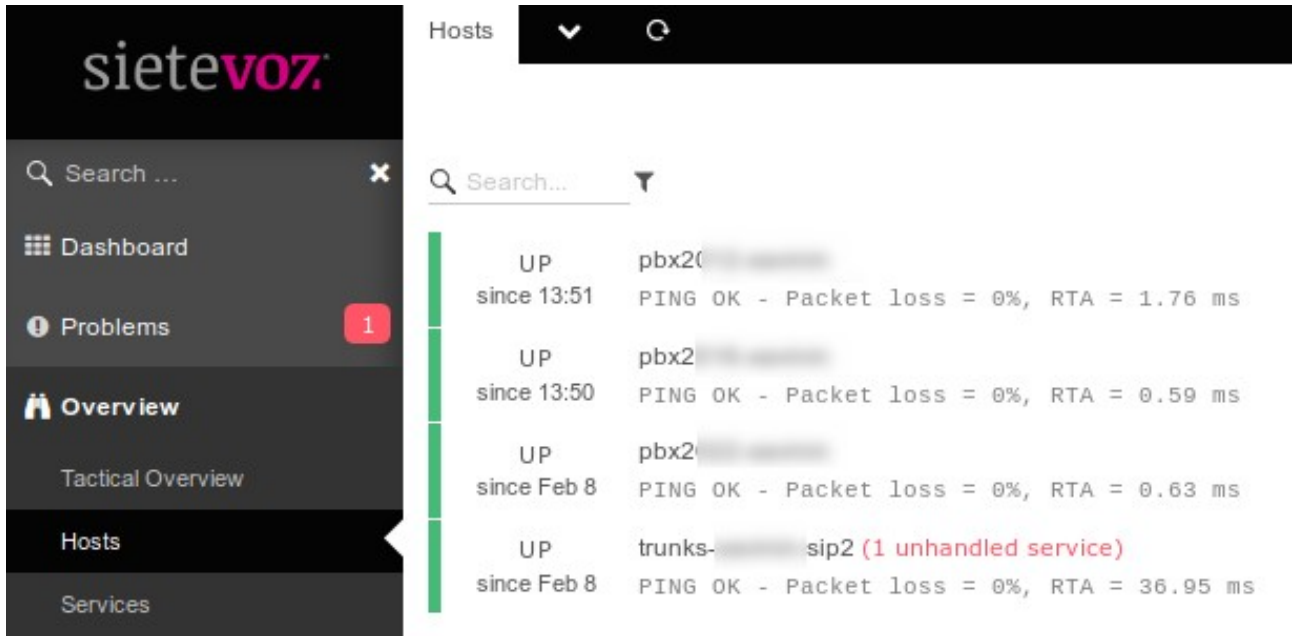 sietevoz
Search ...
Dashboard
Problems 1
Overview
Tactical Overview
Hosts
Services
Hosts
Search...
UP
since 13:51
PING OK - Packet loss = 0%, RTA = 1.76 ms
UP
since 13:50
PING OK - Packet loss = 0%, RTA = 0.59 ms
UP
since Feb 8
PING OK - Packet loss = 0%, RTA = 0.63 ms
UP
since Feb 8
trunks- sip2 (1 unhandled service)
PING OK - Packet loss = 0%, RTA = 36.95 ms